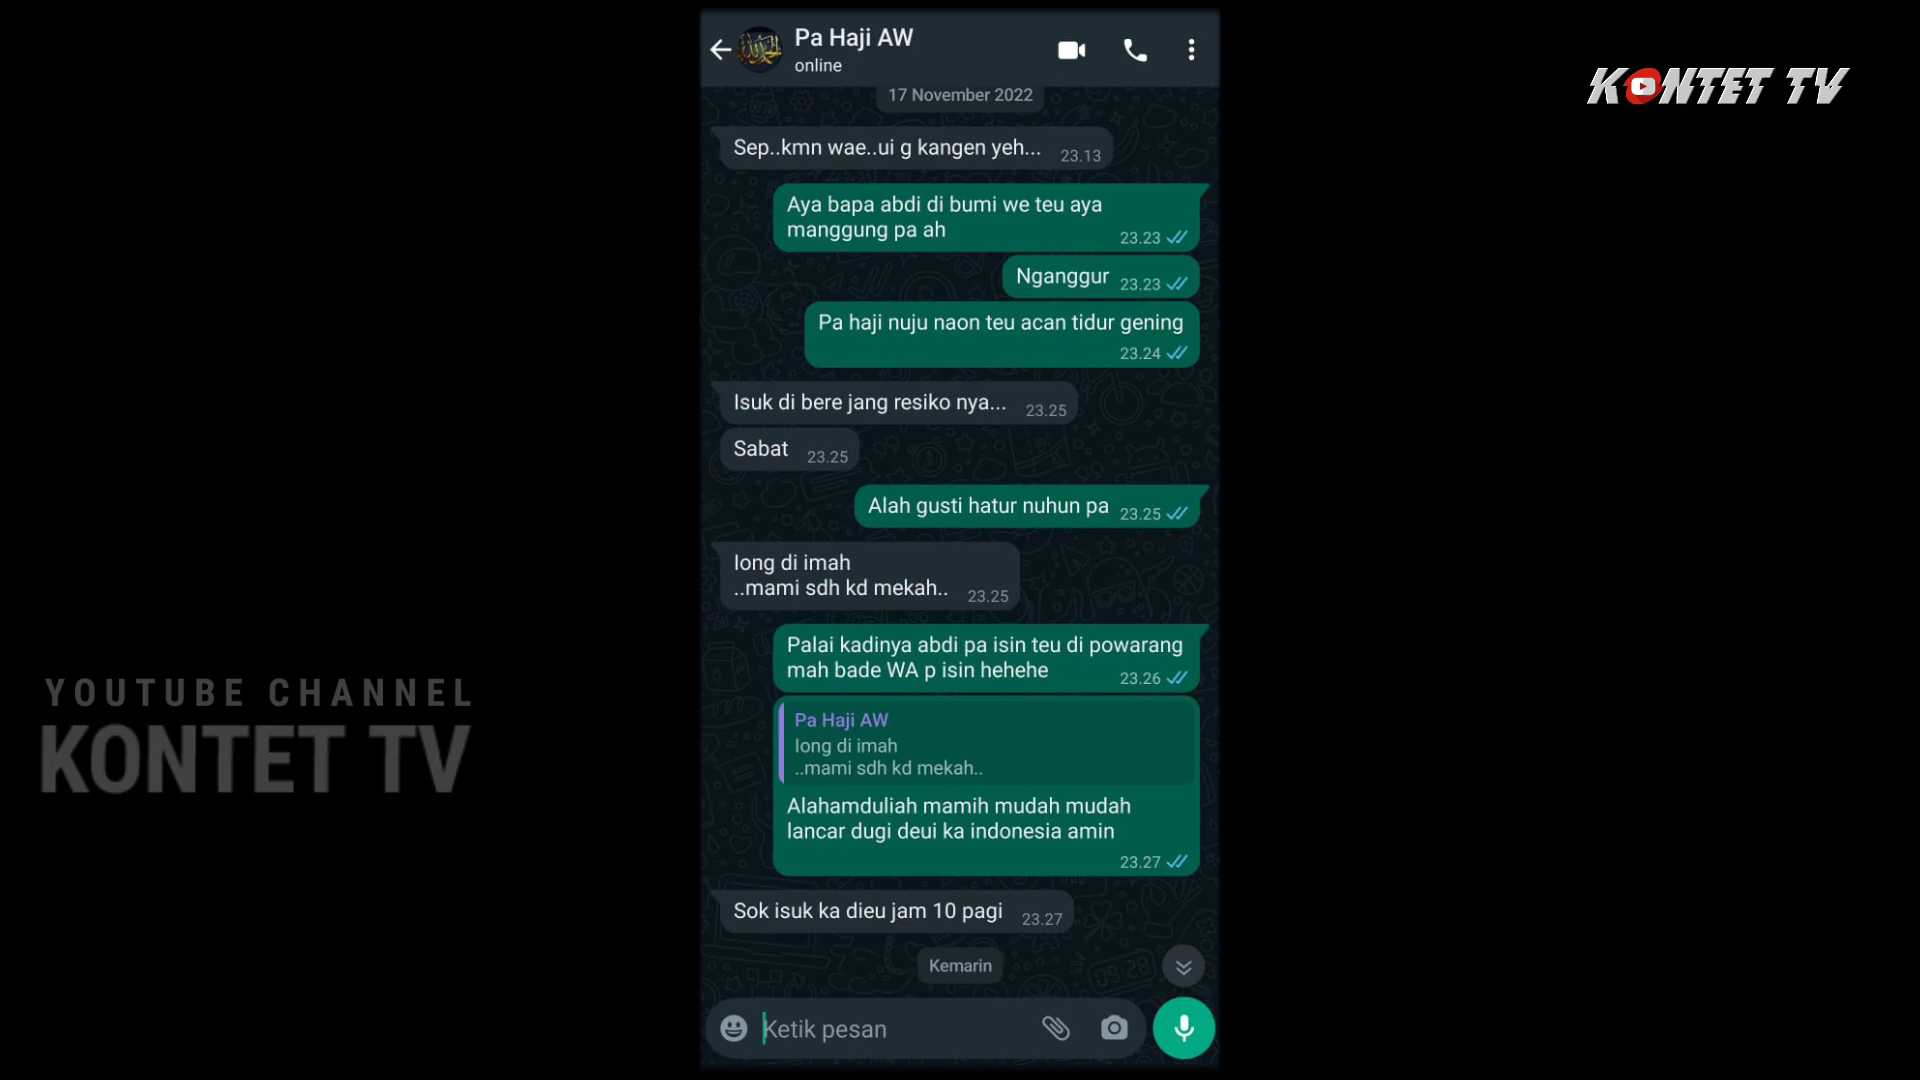 Pa Haji AW
online
KONTET TV
17 November 2022
Sep..kmn wae..ui g kangen yeh... 23.13
Aya bapa abdi di bumi we teu aya
manggung pa ah 23.23
Nganggur 23.23
Pa haji nuju naon teu acan tidur gening
23.24
Isuk di bere jang resiko nya... 23.25
Sabat 23.25
Alah gusti hatur nuhun pa 23.25
Iong di imah
..mami sdh kd mekah.. 23.25
Palai kadinya abdi pa isin teu di powarang
mah bade WA p isin hehehe 23.26
Pa Haji AW
Iong di imah
..mami sdh kd mekah..
Alahamduliah mamih mudah mudah
lancar dugi deui ka indonesia amin
23.27
Sok isuk ka dieu jam 10 pagi 23.27
Kemarin
Ketik pesan
YOUTUBE CHANNEL
KONTET TV